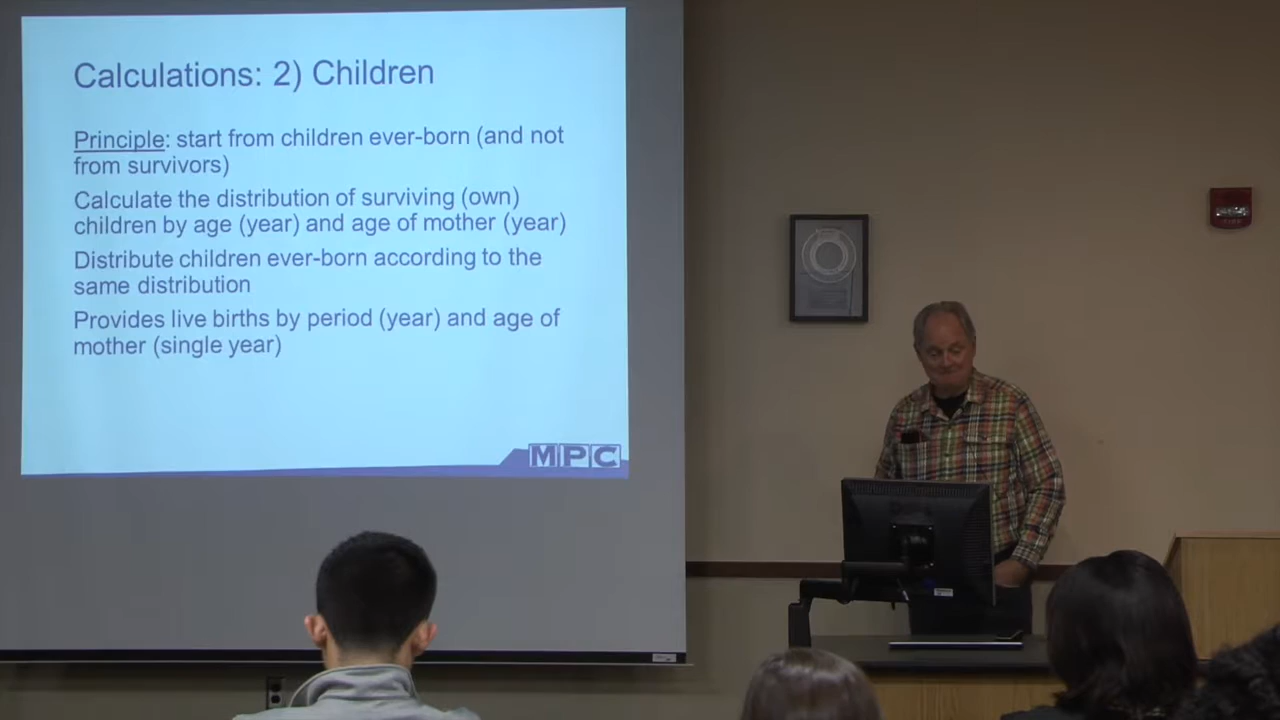 Calculations: 2) Children
Principle: start from children ever-born (and not
from survivors)
Calculate the distribution of surviving (own)
children by age (year) and age of mother (year)
Distribute children ever-born according to the
same distribution
Provides live births by period (year) and age of
mother (single year)
MPC